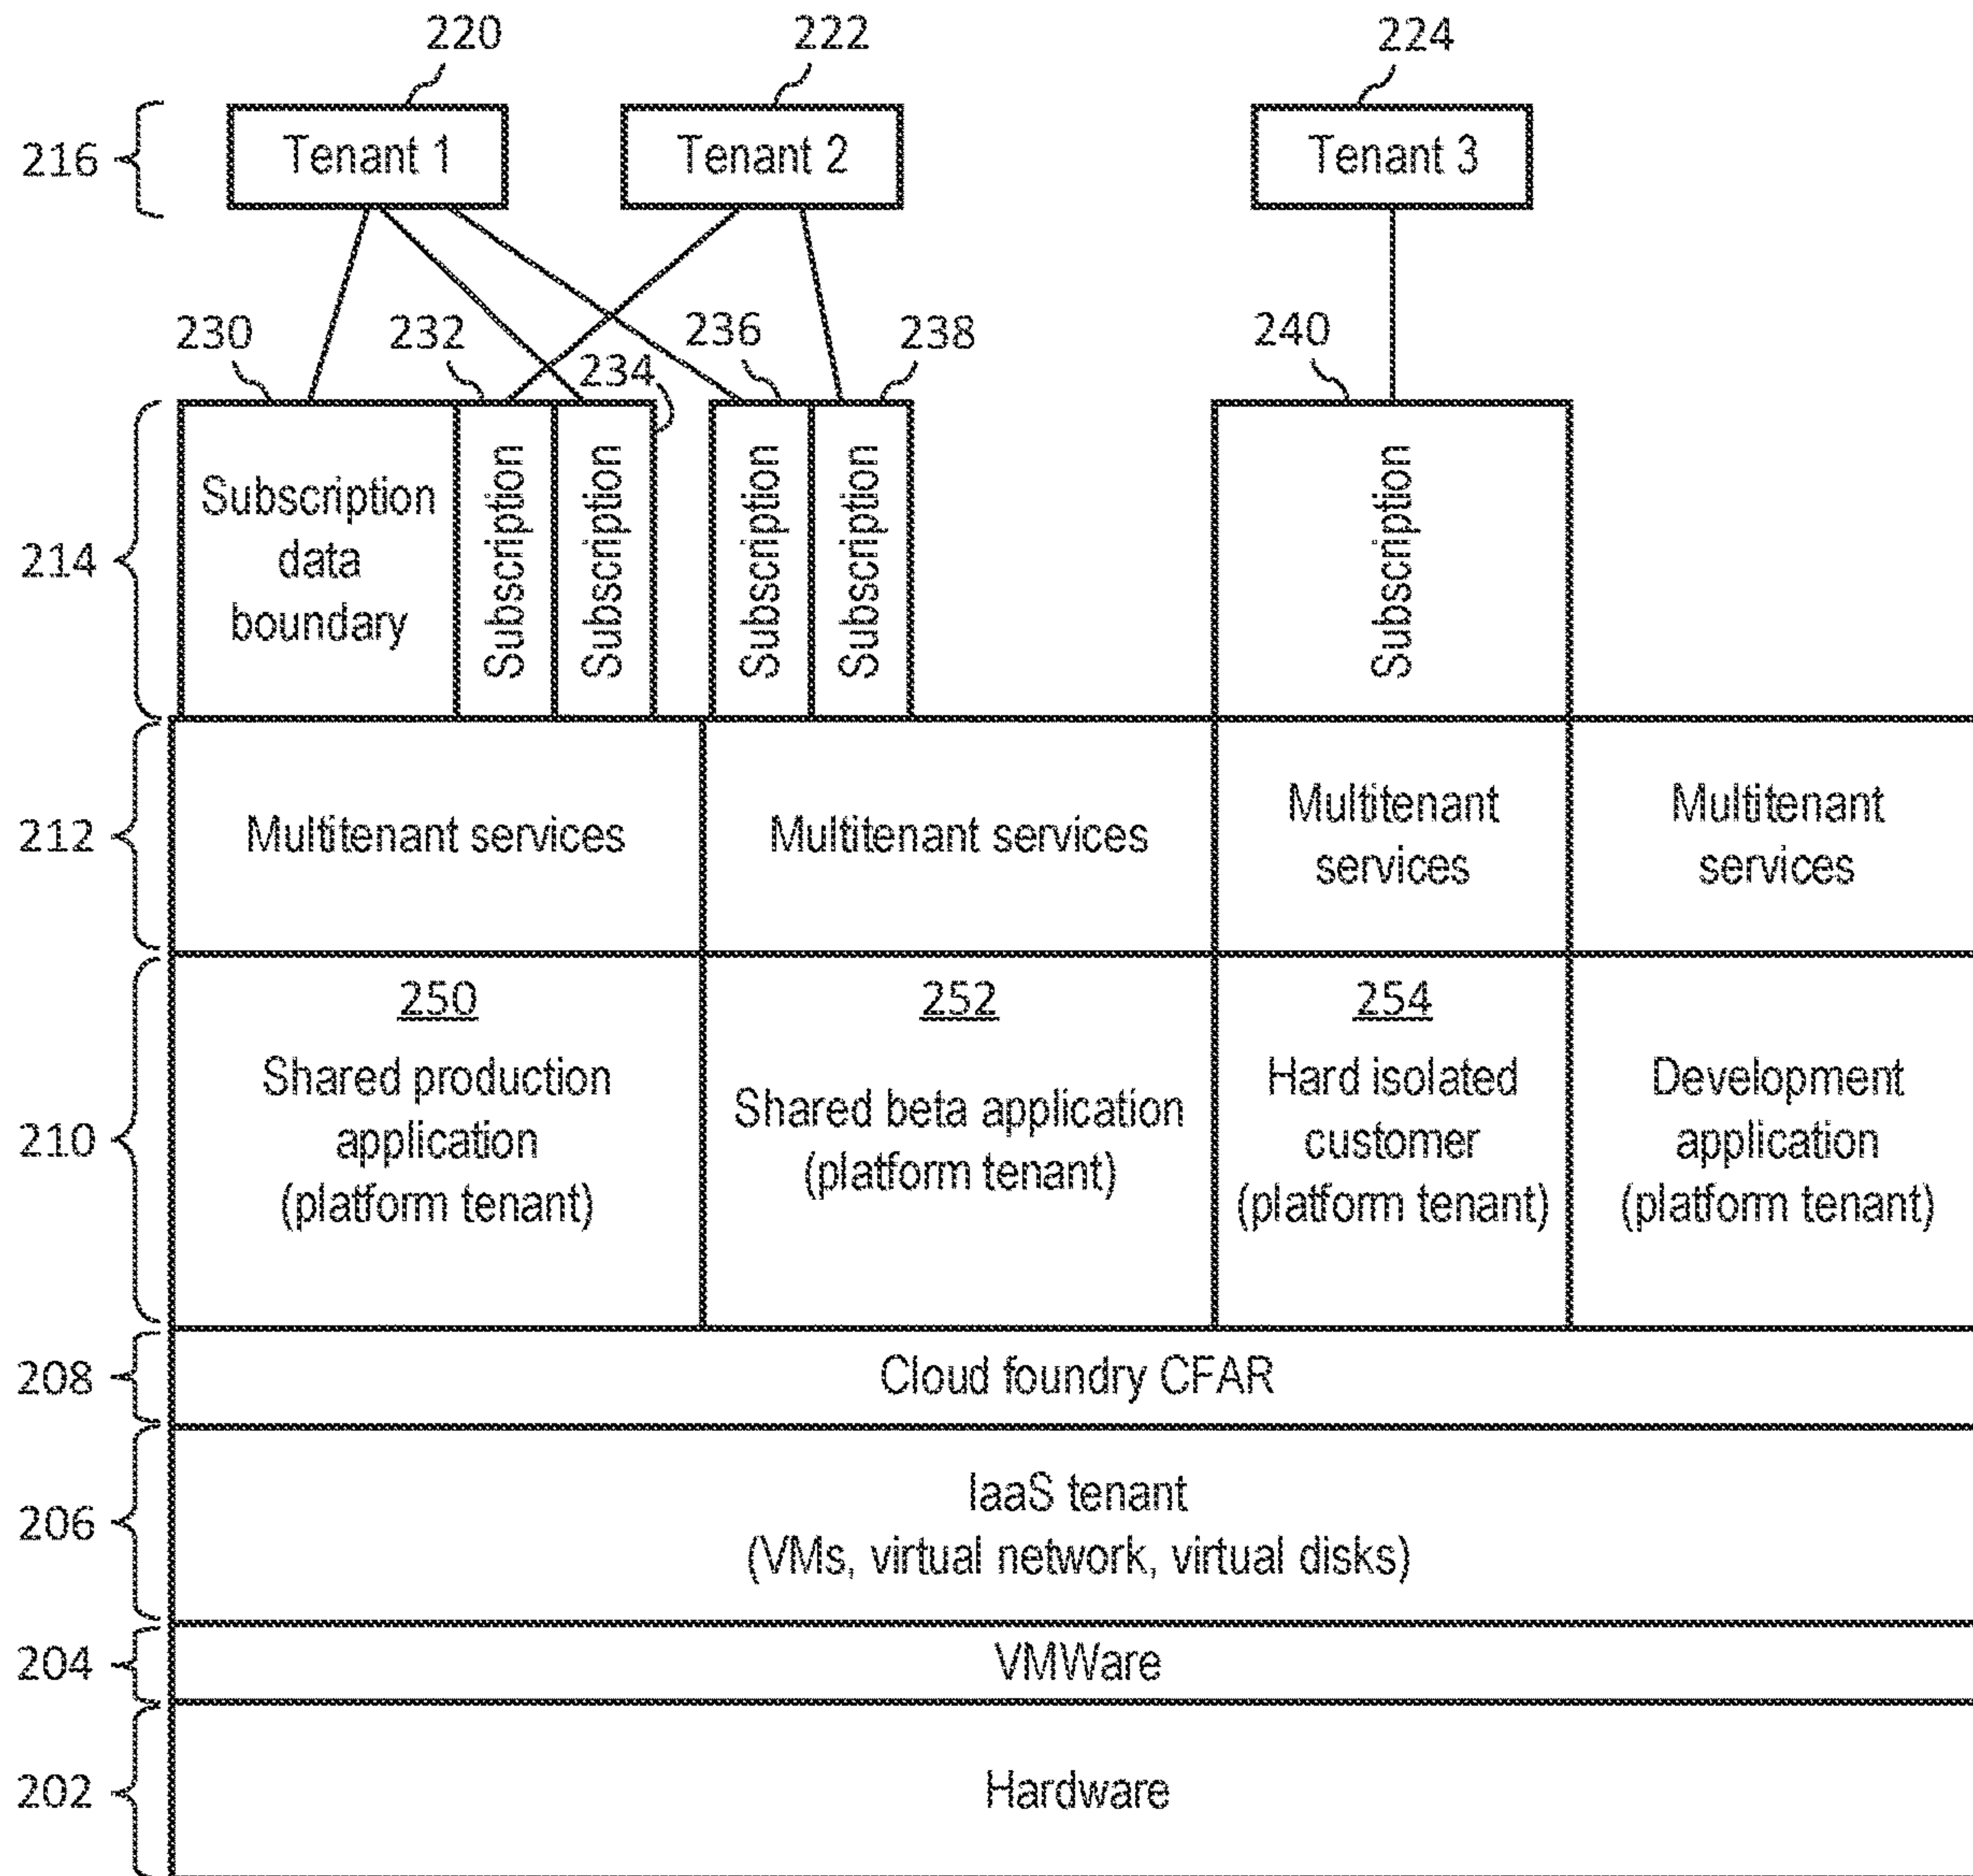 220
222
224
216
Tenant 1
Tenant 2
Tenant 3
230
232
234
236
238
240
214
Subscription
data
boundary
Subscription
Subscription
Subscription
Subscription
Subscription
212
Multitenant services
Multitenant services
Multitenant
services
Multitenant
services
210
250
Shared production
application
(platform tenant)
252
Shared beta application
(platform tenant)
254
Hard isolated
customer
(platform tenant)
Development
application
(platform tenant)
208
Cloud foundry CFAR
206
IaaS tenant
(VMs, virtual network, virtual disks)
204
VMWare
202
Hardware